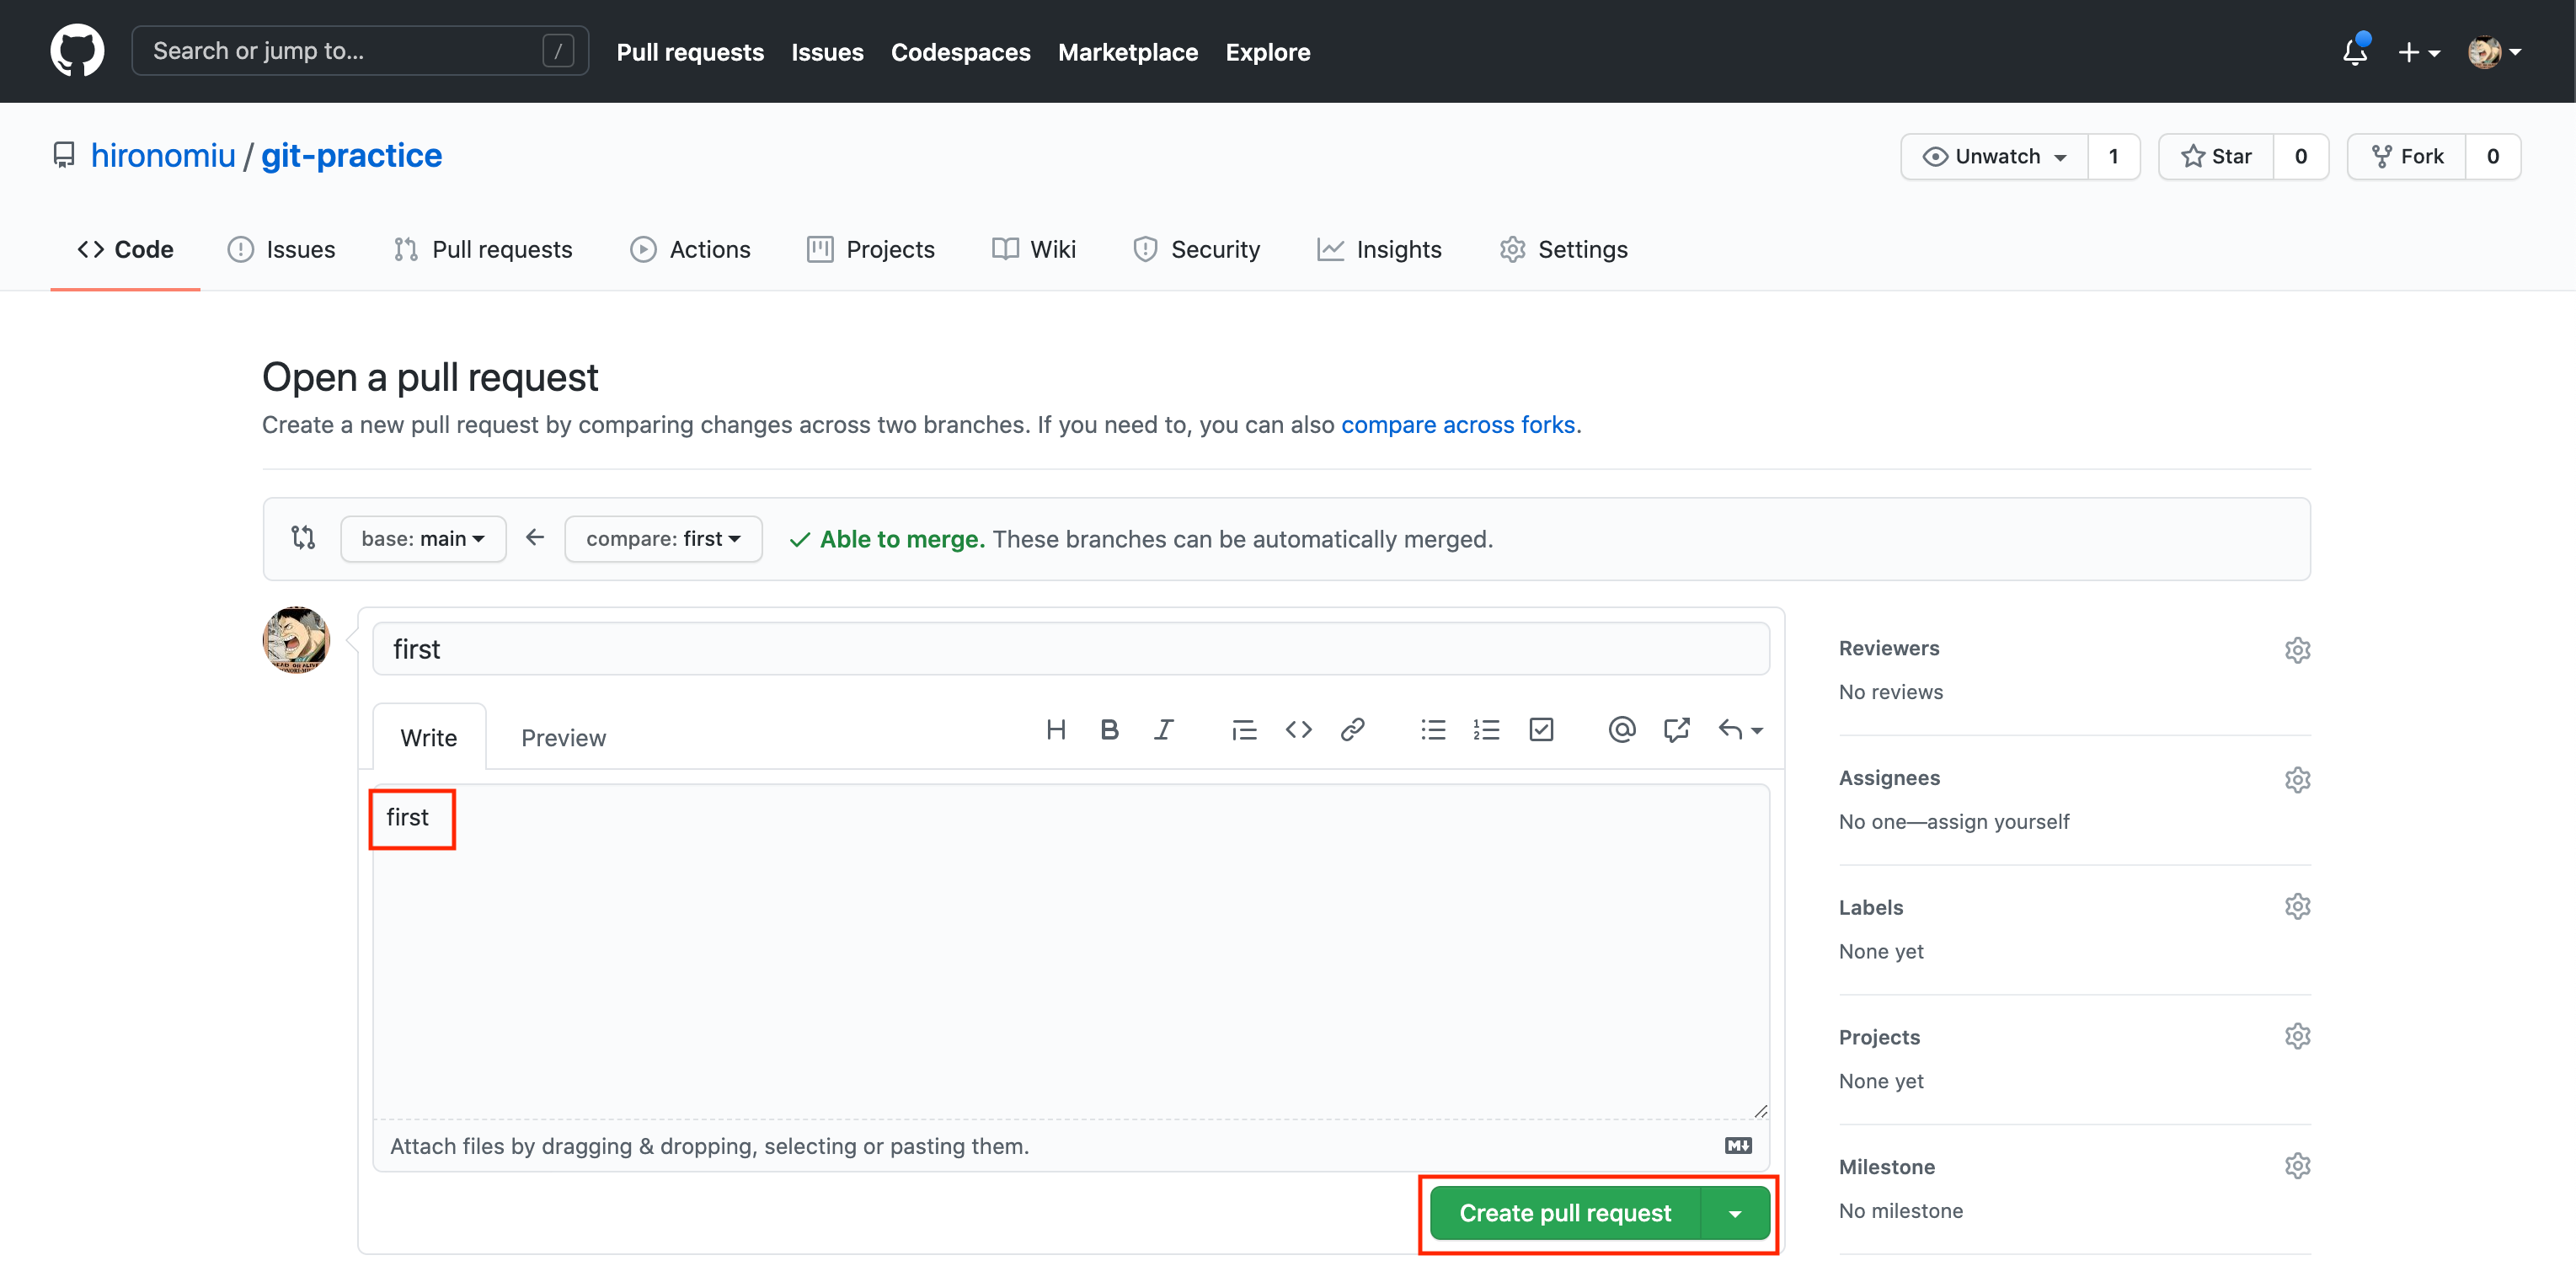 Search or jump to... / Pull requests Issues Codespaces Marketplace Explore
hironomiu / git-practice Unwatch 1 Star 0 Fork 0
Code Issues Pull requests Actions Projects Wiki Security Insights Settings
Open a pull request
Create a new pull request by comparing changes across two branches. If you need to, you can also compare across forks.
base: main compare: first Able to merge. These branches can be automatically merged.
first
Write Preview
first
Attach files by dragging & dropping, selecting or pasting them.
Create pull request
Reviewers
No reviews
Assignees
No one—assign yourself
Labels
None yet
Projects
None yet
Milestone
No milestone